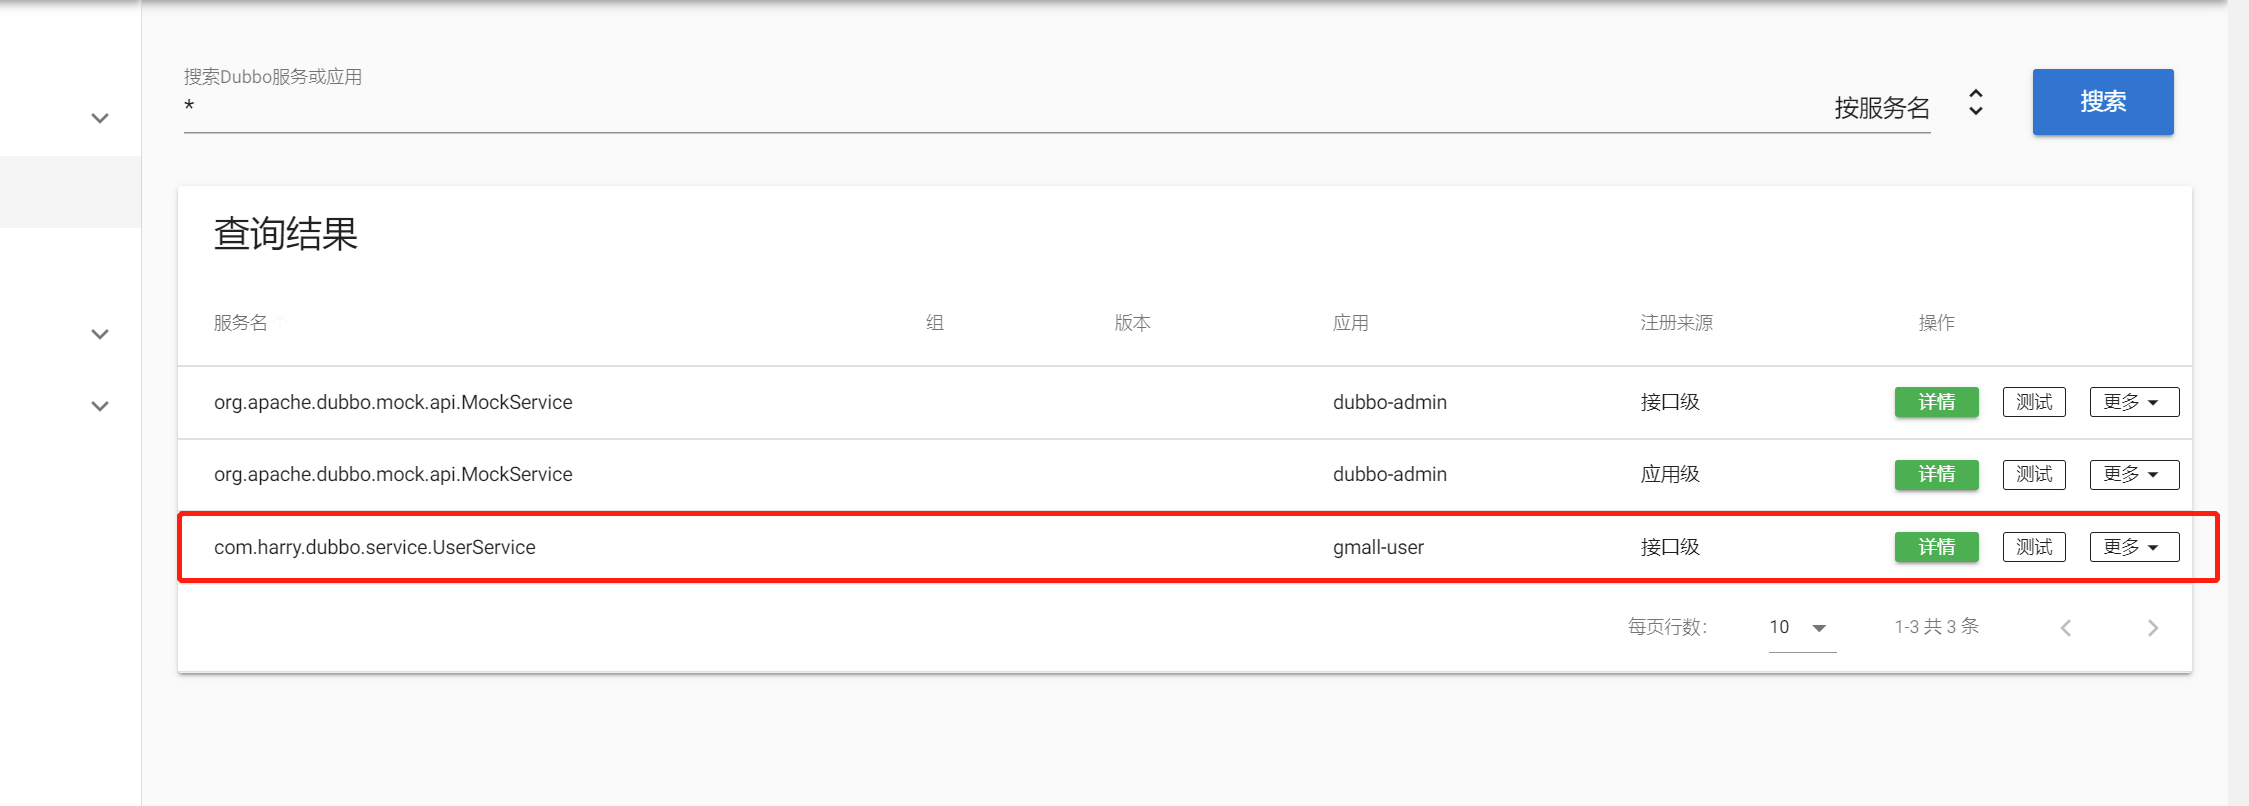 搜索Dubbo服务或应用
* 按服务名 搜索
查询结果
服务名 组 版本 应用 注册来源 操作
org.apache.dubbo.mock.api.MockService dubbo-admin 接口级 详情 测试 更多
org.apache.dubbo.mock.api.MockService dubbo-admin 应用级 详情 测试 更多
com.harry.dubbo.service.UserService gmall-user 接口级 详情 测试 更多
每页行数： 10 1-3 共 3 条